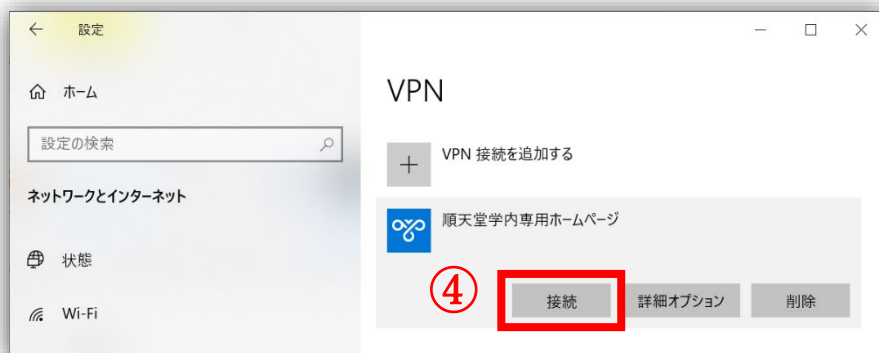 設定
ホーム
設定の検索
ネットワークとインターネット
状態
Wi-Fi
VPN
VPN 接続を追加する
順天堂学内専用ホームページ
④
接続
詳細オプション
削除